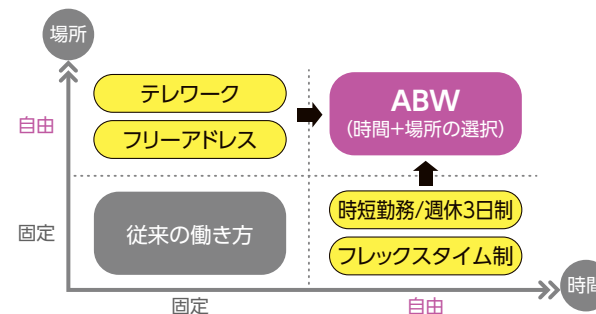 場所
自由
テレワーク
フリーアドレス
ABW
(時間+場所の選択)
固定
従来の働き方
時短勤務/週休3日制
フレックスタイム制
固定
自由
時間